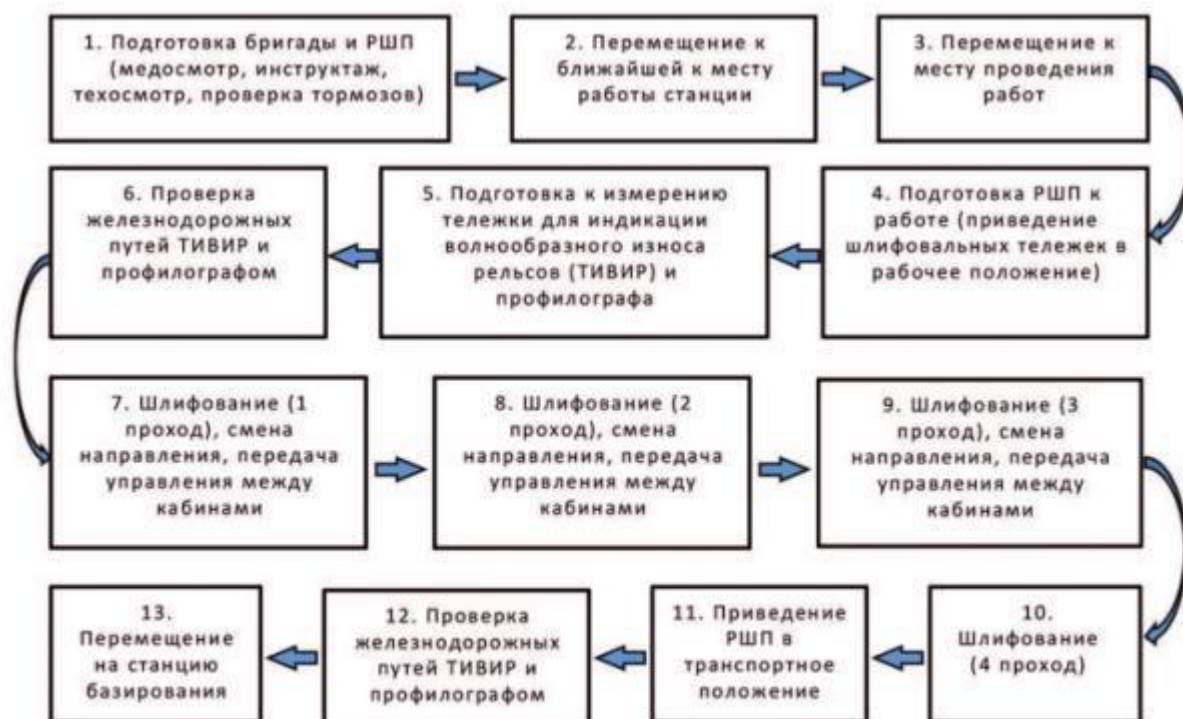 1. Подготовка бригады и РШП
(медосмотр, инструктаж,
техосмотр, проверка тормозов)
2. Перемещение к
ближайшей к месту
работы станции
3. Перемещение к
месту проведения
работ
4. Подготовка РШП к
работе (приведение
шлифовальных тележек в
рабочее положение)
5. Подготовка к измерению
тележки для индикации
волнообразного износа
рельсов (ТИВИР) и
профилографа
6. Проверка
железнодорожных
путей ТИВИР и
профилографом
7. Шлифование (1
проход), смена
направления, передача
управления между
кабинами
8. Шлифование (2
проход), смена
направления, передача
управления между
кабинами
9. Шлифование (3
проход), смена
направления, передача
управления между
кабинами
10.
Шлифование
(4 проход)
11. Приведение
РШП в
транспортное
положение
12. Проверка
железнодорожных
путей ТИВИР и
профилографом
13.
Перемещение
на станцию
базирования